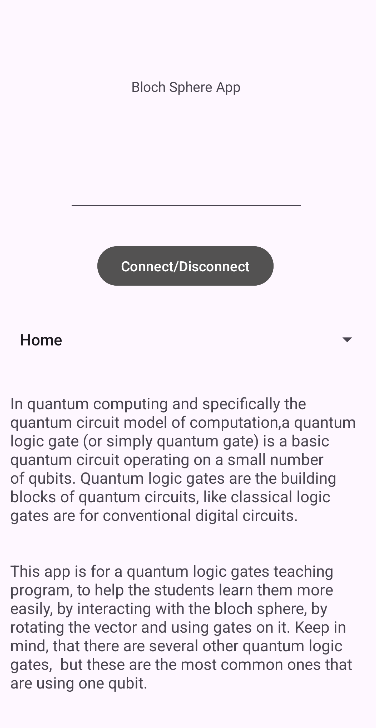 Bloch Sphere App
Connect/Disconnect
Home
In quantum computing and specifically the
quantum circuit model of computation,a quantum
logic gate (or simply quantum gate) is a basic
quantum circuit operating on a small number
of qubits. Quantum logic gates are the building
blocks of quantum circuits, like classical logic
gates are for conventional digital circuits.
This app is for a quantum logic gates teaching
program, to help the students learn them more
easily, by interacting with the bloch sphere, by
rotating the vector and using gates on it. Keep in
mind, that there are several other quantum logic
gates,  but these are the most common ones that
are using one qubit.